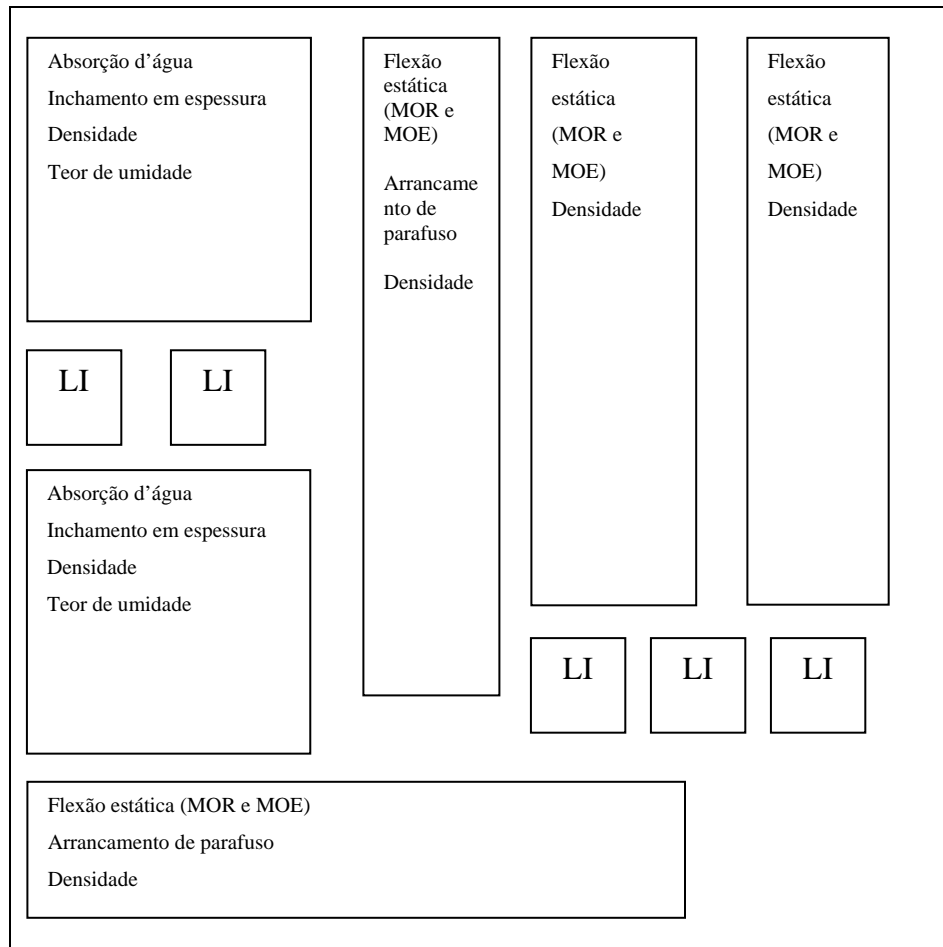 Absorção d’água
Inchamento em espessura
Densidade
Teor de umidade
Flexão
estática
(MOR e
MOE)
Arrancame
nto de
parafuso
Densidade
Flexão
estática
(MOR e
MOE)
Densidade
Flexão
estática
(MOR e
MOE)
Densidade
LI
LI
Absorção d’água
Inchamento em espessura
Densidade
Teor de umidade
LI
LI
LI
Flexão estática (MOR e MOE)
Arrancamento de parafuso
Densidade